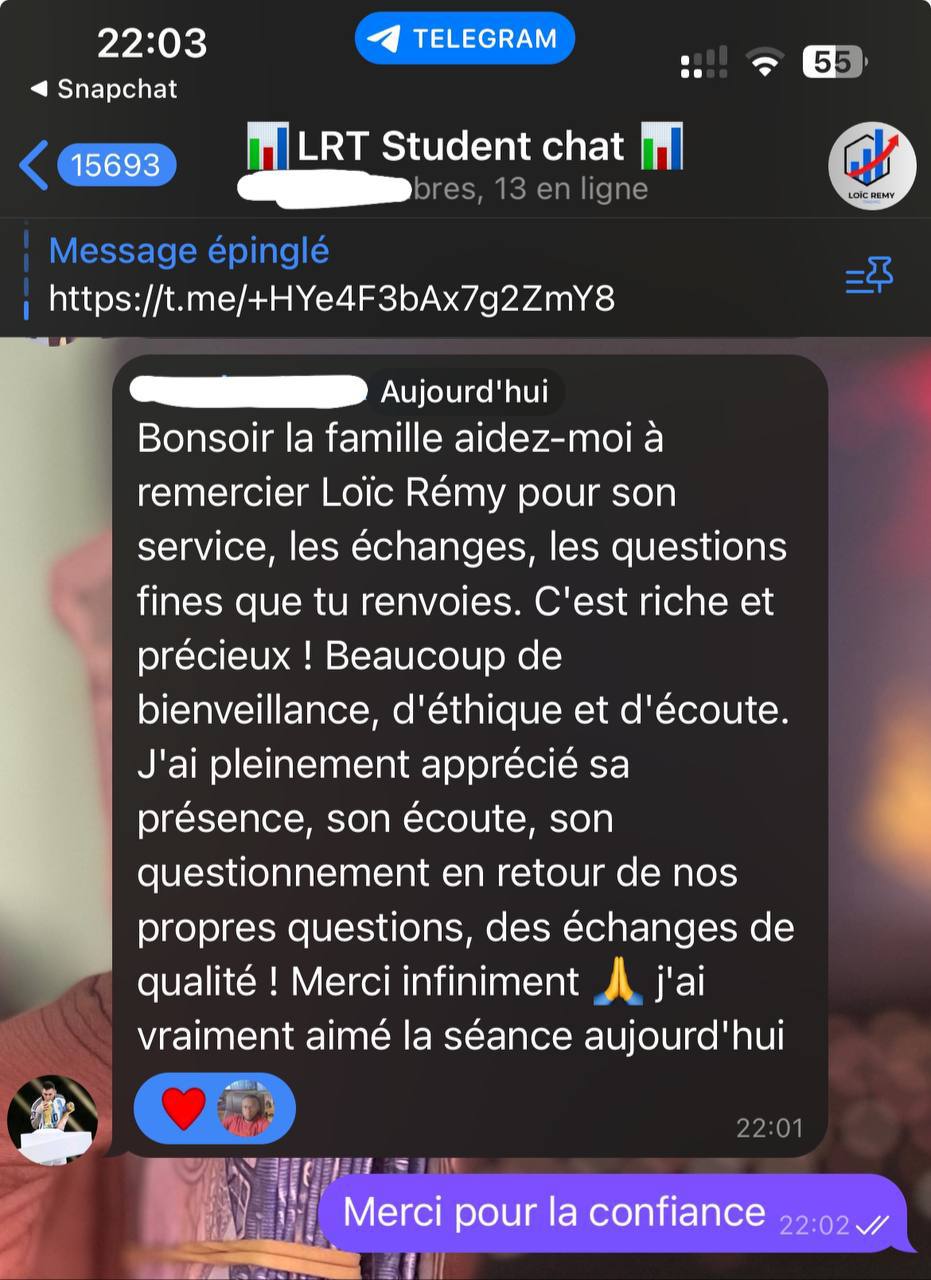 22:03
TELEGRAM
55
◀ Snapchat
15693
📊LRT Student chat 📊
bres, 13 en ligne
LOÏC REMY
Message épinglé
https://t.me/+HYe4F3bAx7g2ZmY8
Aujourd'hui
Bonsoir la famille aidez-moi à
remercier Loïc Rémy pour son
service, les échanges, les questions
fines que tu renvoies. C'est riche et
précieux ! Beaucoup de
bienveillance, d'éthique et d'écoute.
J'ai pleinement apprécié sa
présence, son écoute, son
questionnement en retour de nos
propres questions, des échanges de
qualité ! Merci infiniment 🙏 j'ai
vraiment aimé la séance aujourd'hui
❤️
22:01
Merci pour la confiance 22:02